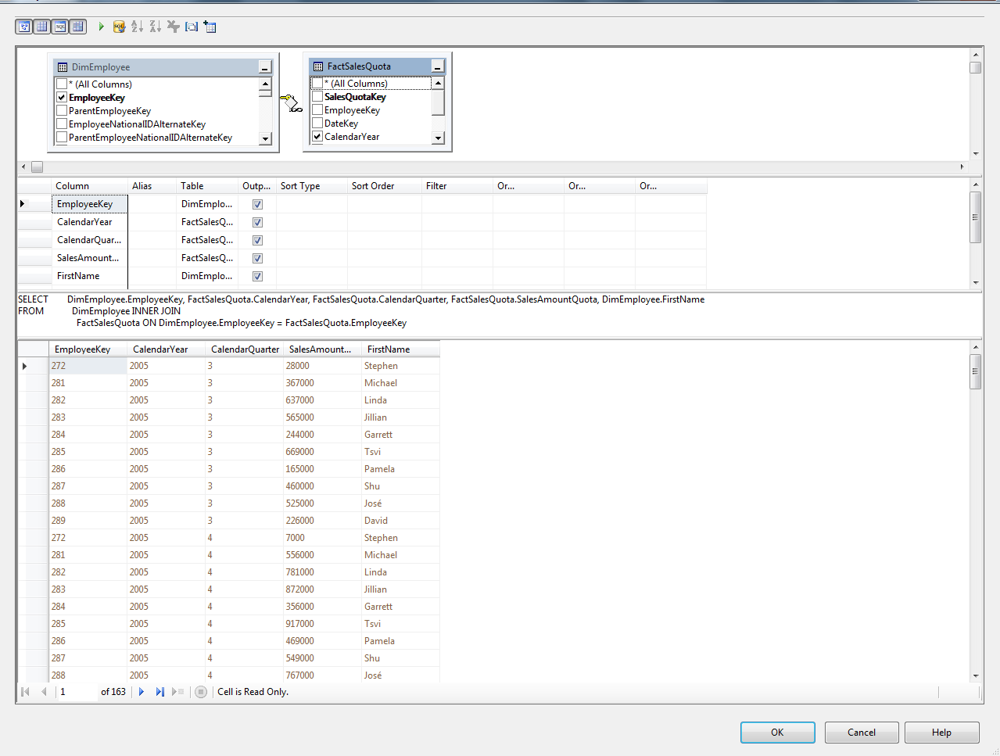 DimEmployee
* (All Columns)
EmployeeKey
ParentEmployeeKey
EmployeeNationalIDAlternateKey
ParentEmployeeNationalIDAlternateKey
FactSalesQuota
* (All Columns)
SalesQuotaKey
EmployeeKey
DateKey
CalendarYear
Column Alias Table Outp... Sort Type Sort Order Filter Or... Or... Or...
EmployeeKey DimEmplo...
CalendarYear FactSalesQ...
CalendarQuar... FactSalesQ...
SalesAmount... FactSalesQ...
FirstName DimEmplo...
SELECT DimEmployee.EmployeeKey, FactSalesQuota.CalendarYear, FactSalesQuota.CalendarQuarter, FactSalesQuota.SalesAmountQuota, DimEmployee.FirstName
FROM DimEmployee INNER JOIN
FactSalesQuota ON DimEmployee.EmployeeKey = FactSalesQuota.EmployeeKey
EmployeeKey CalendarYear CalendarQuarter SalesAmount... FirstName
272 2005 3 28000 Stephen
281 2005 3 367000 Michael
282 2005 3 637000 Linda
283 2005 3 565000 Jillian
284 2005 3 244000 Garrett
285 2005 3 669000 Tsvi
286 2005 3 165000 Pamela
287 2005 3 460000 Shu
288 2005 3 525000 José
289 2005 3 226000 David
272 2005 4 7000 Stephen
281 2005 4 556000 Michael
282 2005 4 781000 Linda
283 2005 4 872000 Jillian
284 2005 4 356000 Garrett
285 2005 4 917000 Tsvi
286 2005 4 469000 Pamela
287 2005 4 549000 Shu
288 2005 4 767000 José
1 of 163 Cell is Read Only.
OK Cancel Help